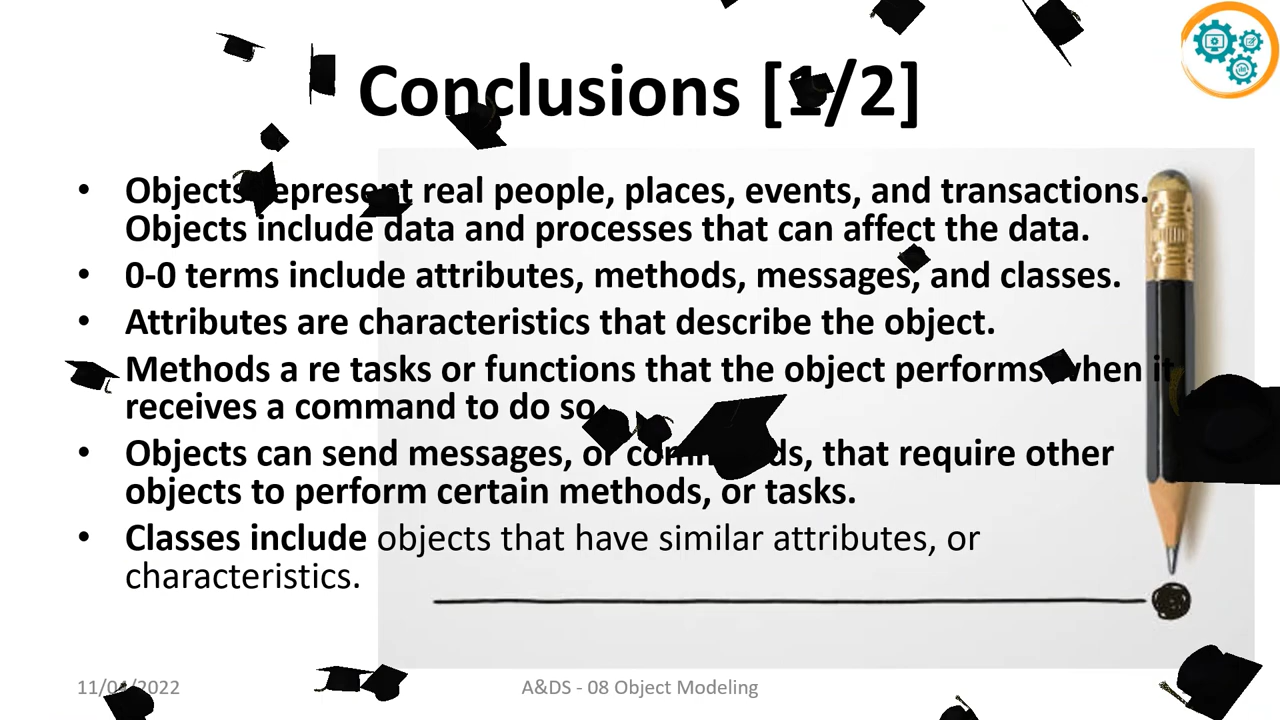 Conclusions [1/2]
• Objects represent real people, places, events, and transactions.
Objects include data and processes that can affect the data.
• 0-0 terms include attributes, methods, messages, and classes.
• Attributes are characteristics that describe the object.
Methods a re tasks or functions that the object performs when it
receives a command to do so
• Objects can send messages, or commands, that require other
objects to perform certain methods, or tasks.
• Classes include objects that have similar attributes, or
characteristics.
11/04/2022
A&DS - 08 Object Modeling